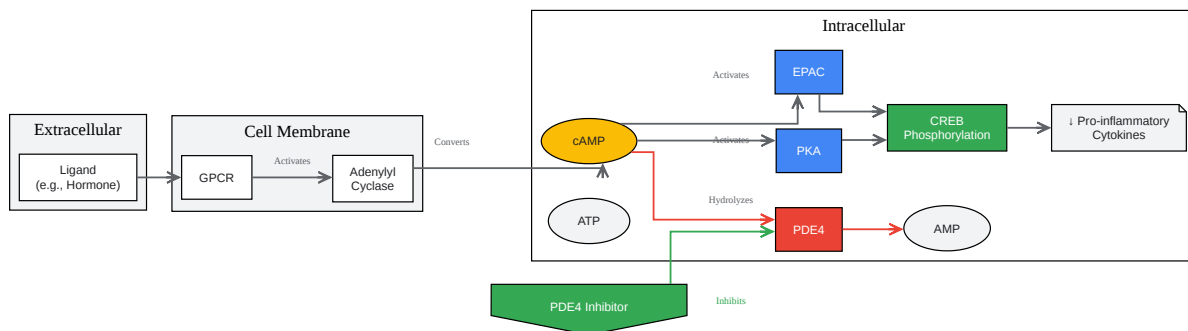 Extracellular
Ligand
(e.g., Hormone)
Cell Membrane
GPCR
Activates
Adenylyl
Cyclase
Converts
Intracellular
cAMP
ATP
Activates
EPAC
Activates
PKA
Hydrolyzes
PDE4
AMP
CREB
Phosphorylation
↓ Pro-inflammatory
Cytokines
PDE4 Inhibitor
Inhibits